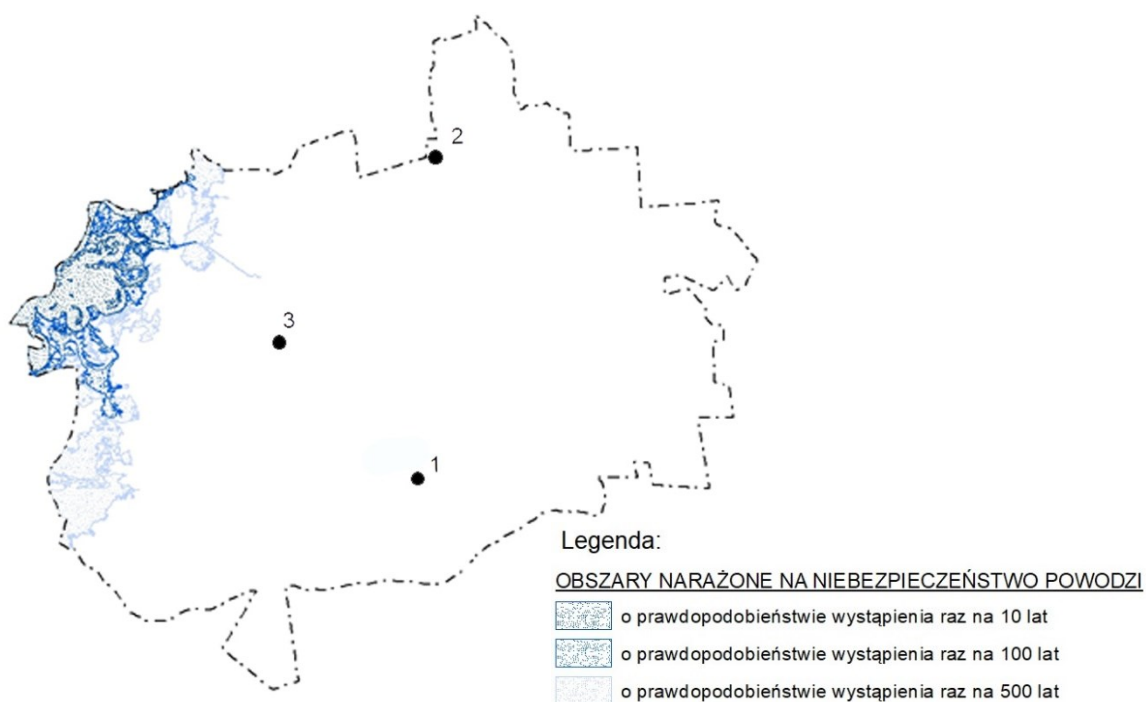 2
3
1
Legenda:
OBSZARY NARAŻONE NA NIEBEZPIECZEŃSTWO POWODZI
o prawdopodobieństwie wystąpienia raz na 10 lat
o prawdopodobieństwie wystąpienia raz na 100 lat
o prawdopodobieństwie wystąpienia raz na 500 lat